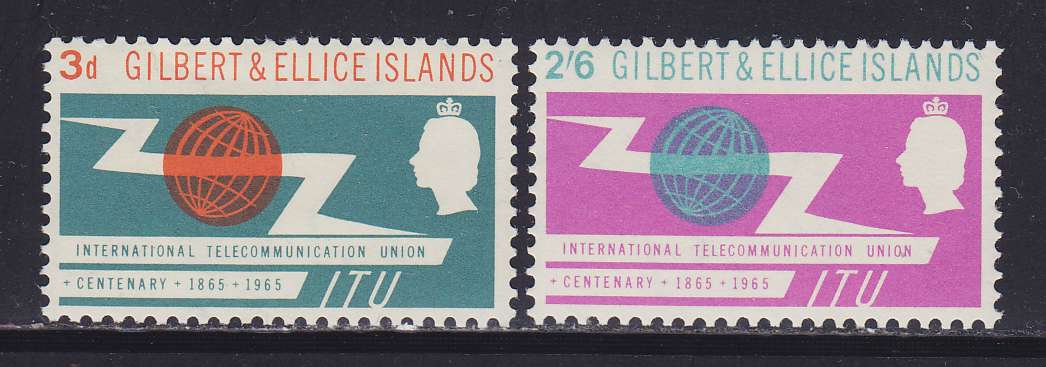 3d GILBERT & ELLICE ISLANDS
INTERNATIONAL TELECOMMUNICATION UNION
+ CENTENARY + 1865 + 1965
ITU
2/6 GILBERT & ELLICE ISLANDS
INTERNATIONAL TELECOMMUNICATION UNION
+ CENTENARY + 1865 + 1965
ITU